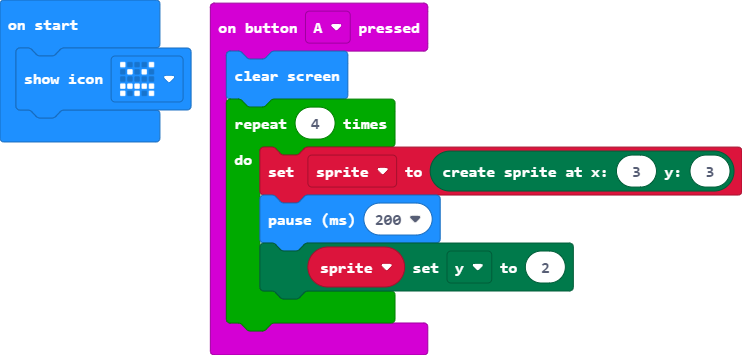 on start
show icon
on button A pressed
clear screen
repeat 4 times
do
set sprite to create sprite at x: 3 y: 3
pause (ms) 200
sprite set y to 2